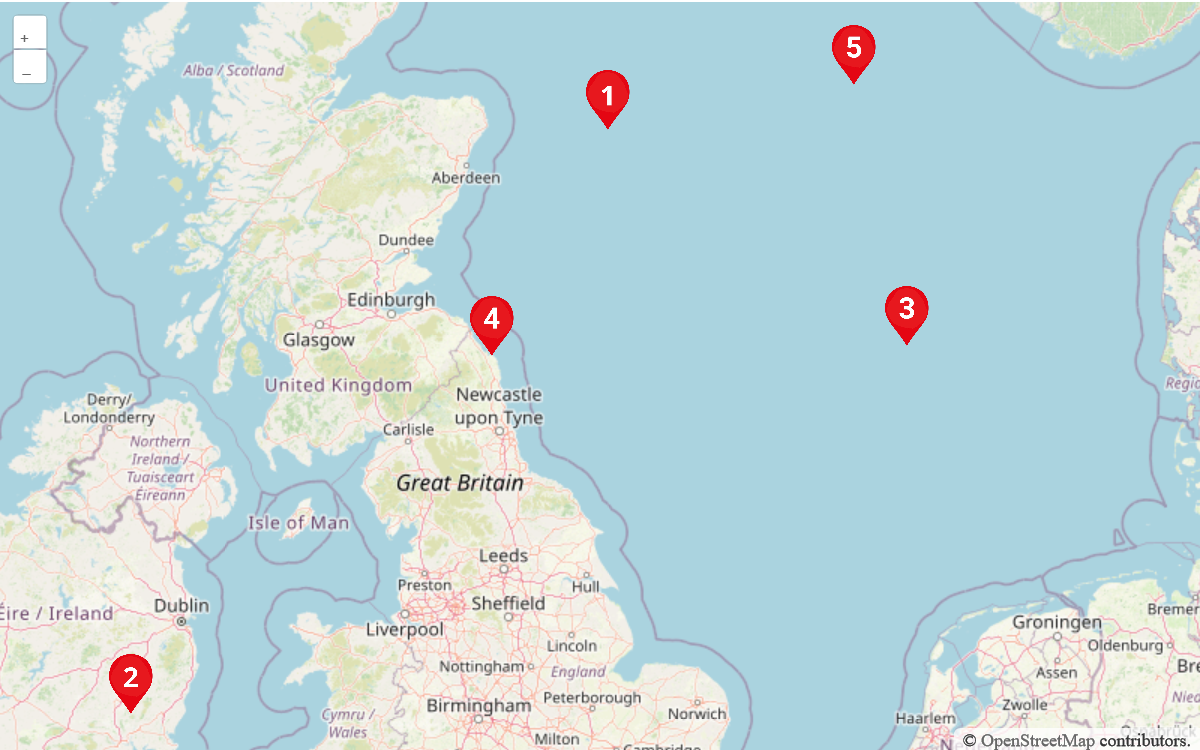 +
–
5
1
Alba / Scotland
Aberdeen
Dundee
3
Edinburgh
4
Glasgow
United Kingdom
Newcastle
upon Tyne
Derry/
Londonderry
Carlisle
Northern
Ireland /
Tuaisceart
Éireann
Regio
Great Britain
Isle of Man
Leeds
Preston
Hull
Sheffield
Éire / Ireland
Dublin
Bremer
Groningen
Liverpool
Lincoln
Oldenburg
Nottingham
England
Assen
Bre
2
Peterborough
Nied
Birmingham
Norwich
Zwolle
Cymru /
Wales
Haarlem
Milton
Cambridge
N
© OpenStreetMap contributors.